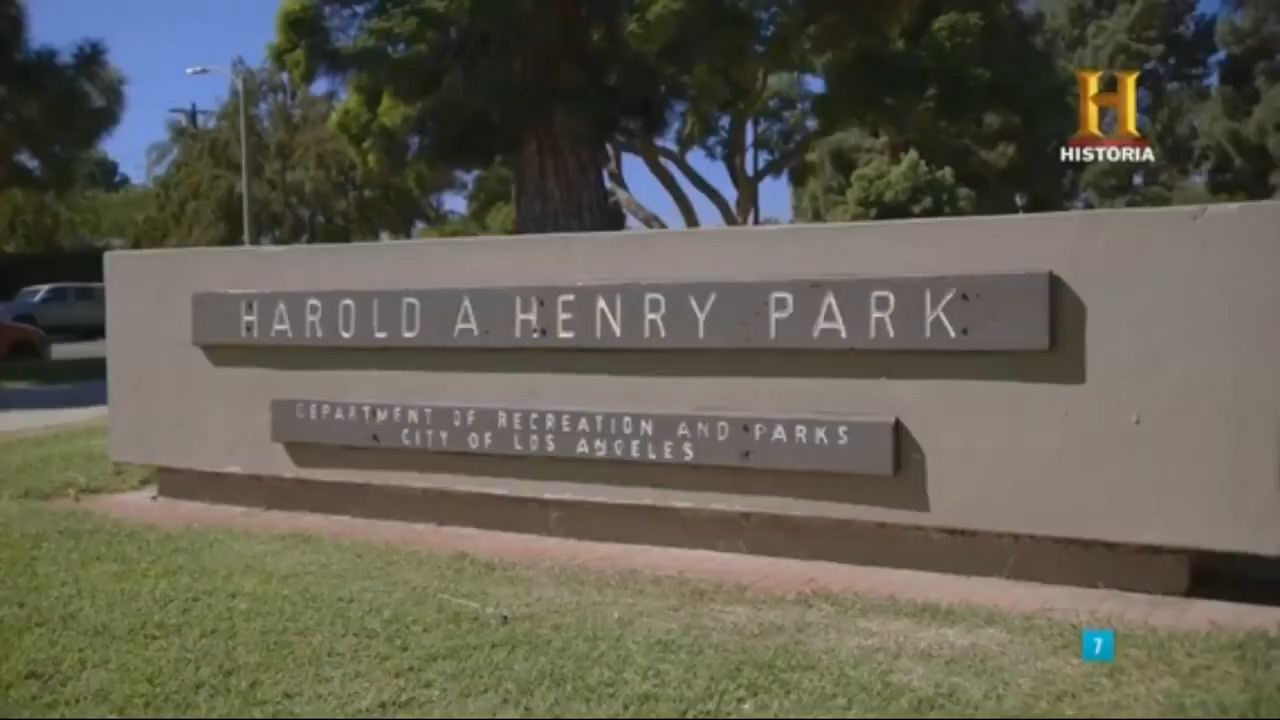 H
HISTORIA
HAROLD A HENRY PARK
DEPARTMENT OF RECREATION AND PARKS
CITY OF LOS ANGELES
7